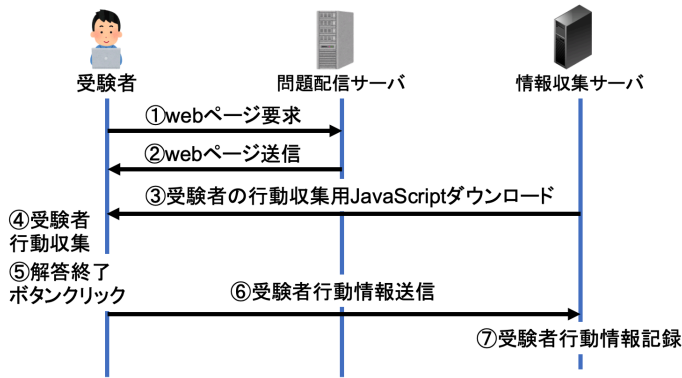 受験者
問題配信サーバ
情報収集サーバ
①webページ要求
②webページ送信
③受験者の行動収集用JavaScriptダウンロード
④受験者
行動収集
⑤解答終了
ボタンクリック
⑥受験者行動情報送信
⑦受験者行動情報記録